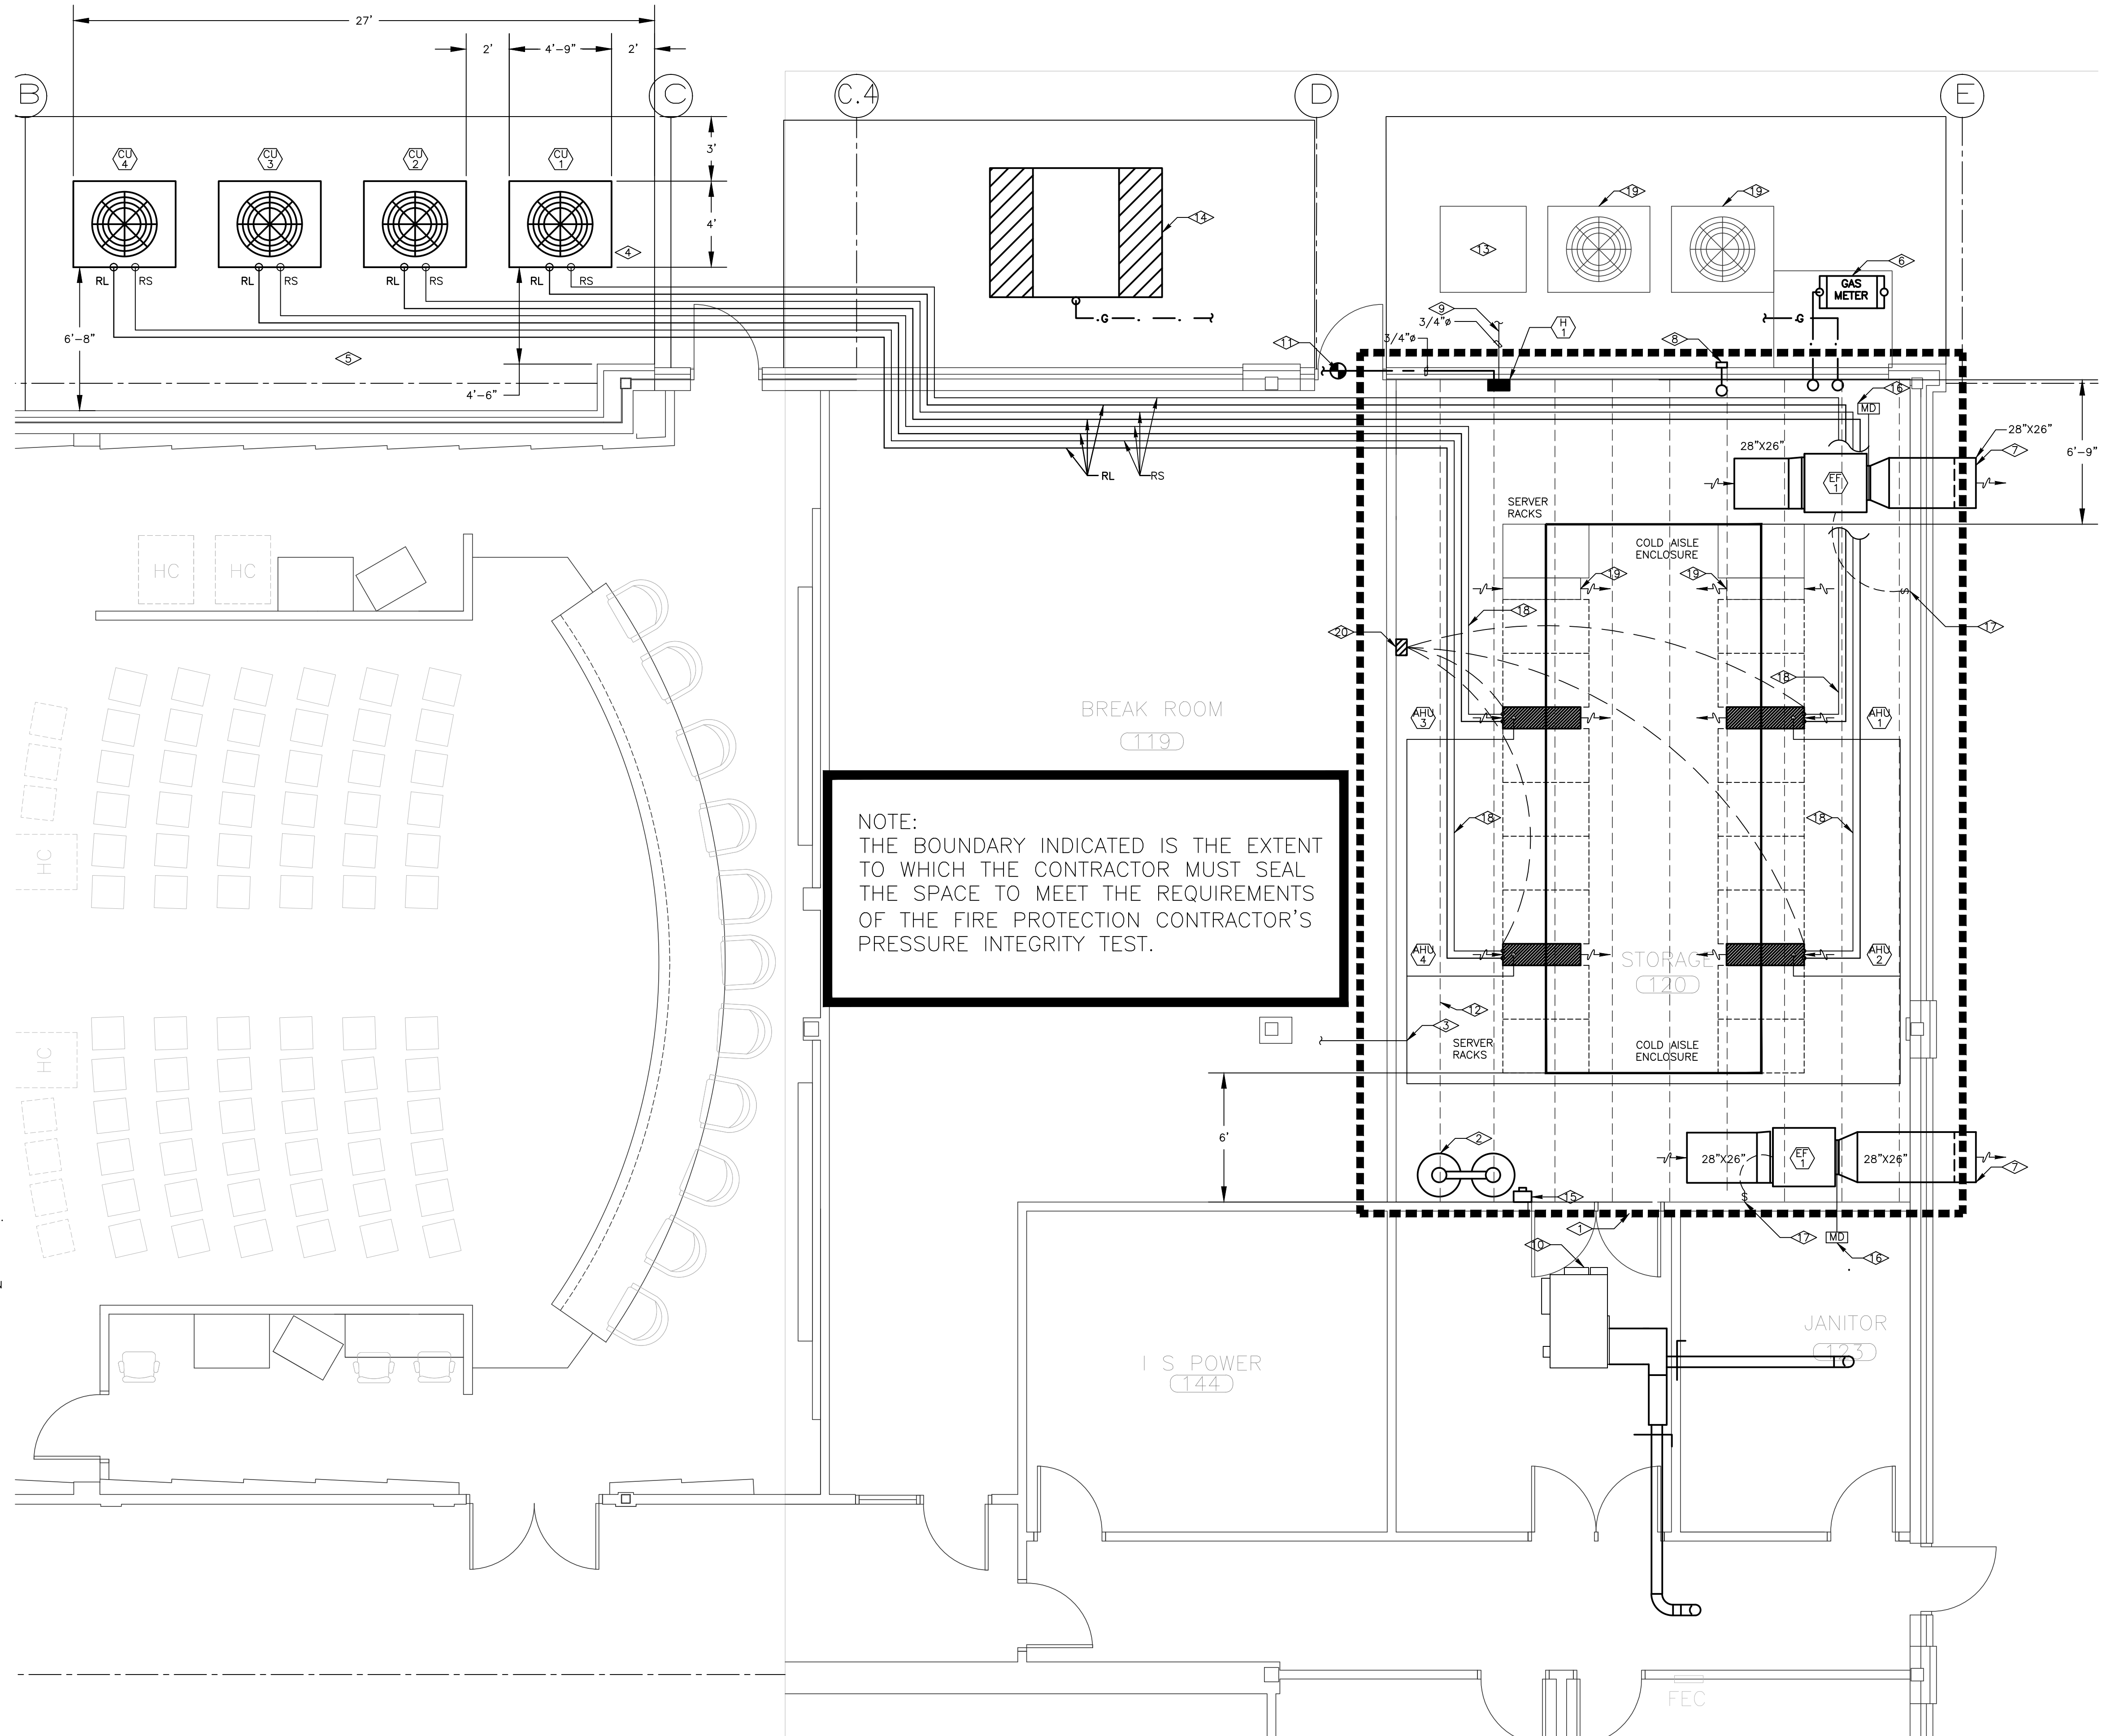 27'
2'
4'-9"
2'
B
C
C.4
D
E
3'
4'
CU
4
CU
3
CU
2
CU
1
RL
RS
RL
RS
RL
RS
RL
RS
4
5
6'-8"
4'-6"
14
.G
19
19
13
6
GAS
METER
.G
9
3/4"ø
3/4"ø
H
1
11
8
16
MD
28"X26"
28"X26"
7
6'-9"
EF
1
RL
RS
SERVER
RACKS
COLD AISLE
ENCLOSURE
19
19
18
17
20
18
HC
HC
BREAK ROOM
119
AHU
3
AHU
1
18
18
NOTE:
THE BOUNDARY INDICATED IS THE EXTENT
TO WHICH THE CONTRACTOR MUST SEAL
THE SPACE TO MEET THE REQUIREMENTS
OF THE FIRE PROTECTION CONTRACTOR'S
PRESSURE INTEGRITY TEST.
HC
HC
AHU
4
AHU
2
STORAGE
120
12
3
SERVER
RACKS
COLD AISLE
ENCLOSURE
6'
2
28"X26"
EF
1
28"X26"
7
15
S
1
17
10
MD
16
I S POWER
144
JANITOR
123
FEC